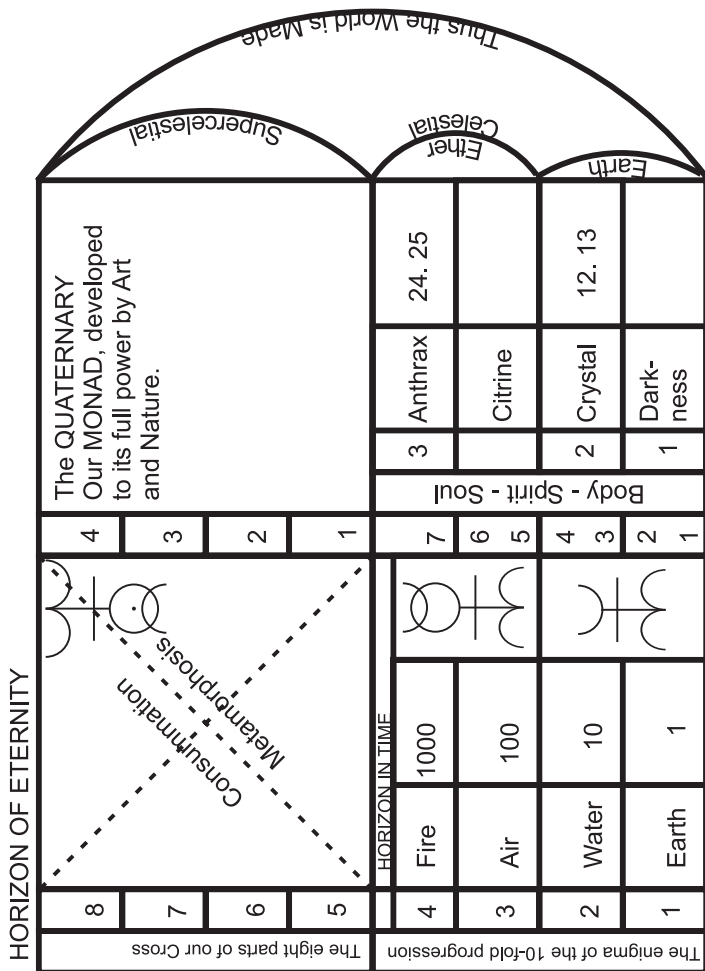 HORIZON OF ETERNITY
The eight parts of our Cross
8
7
6
5
Consummation
Metamorphosis
4
3
2
1
The QUATERNARY
Our MONAD, developed
to its full power by Art
and Nature.
Supercelestial
Thus the World is Made
The enigma of the 10-fold progression
HORIZON IN TIME
4 Fire 1000
3 Air 100
2 Water 10
1 Earth 1
7
6
5
4
3
2
1
Body - Spirit - Soul
3 Anthrax 24. 25
Citrine
2 Crystal 12. 13
1 Dark-
ness
Ether
Celestial
Earth